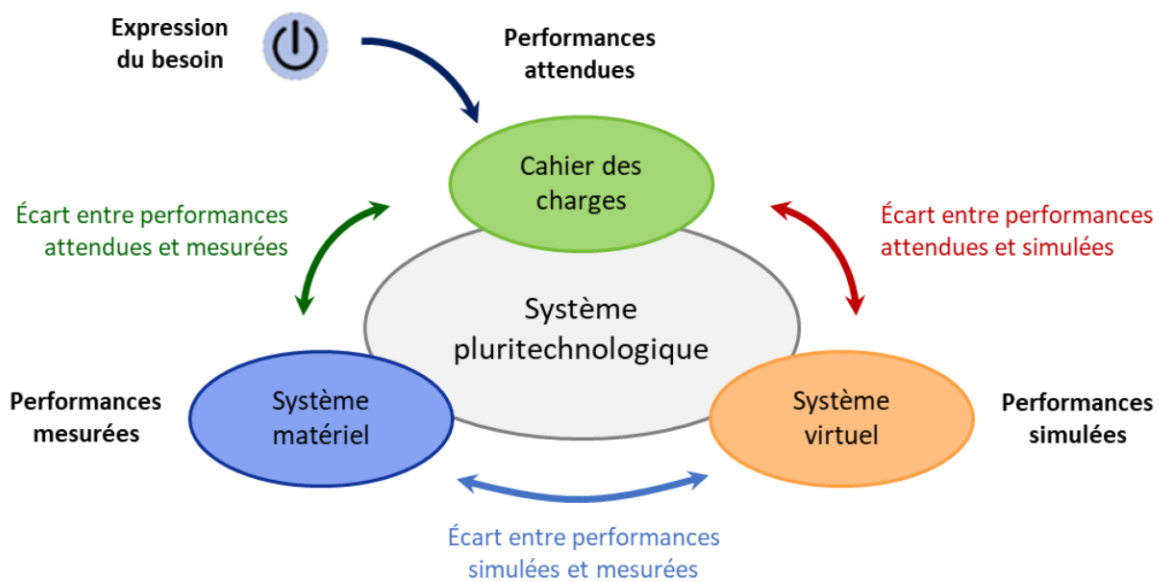 Expression
du besoin
Performances
attendues
Cahier des
charges
Écart entre performances
attendues et mesurées
Écart entre performances
attendues et simulées
Système
pluritechnologique
Performances
mesurées
Système
matériel
Système
virtuel
Performances
simulées
Écart entre performances
simulées et mesurées